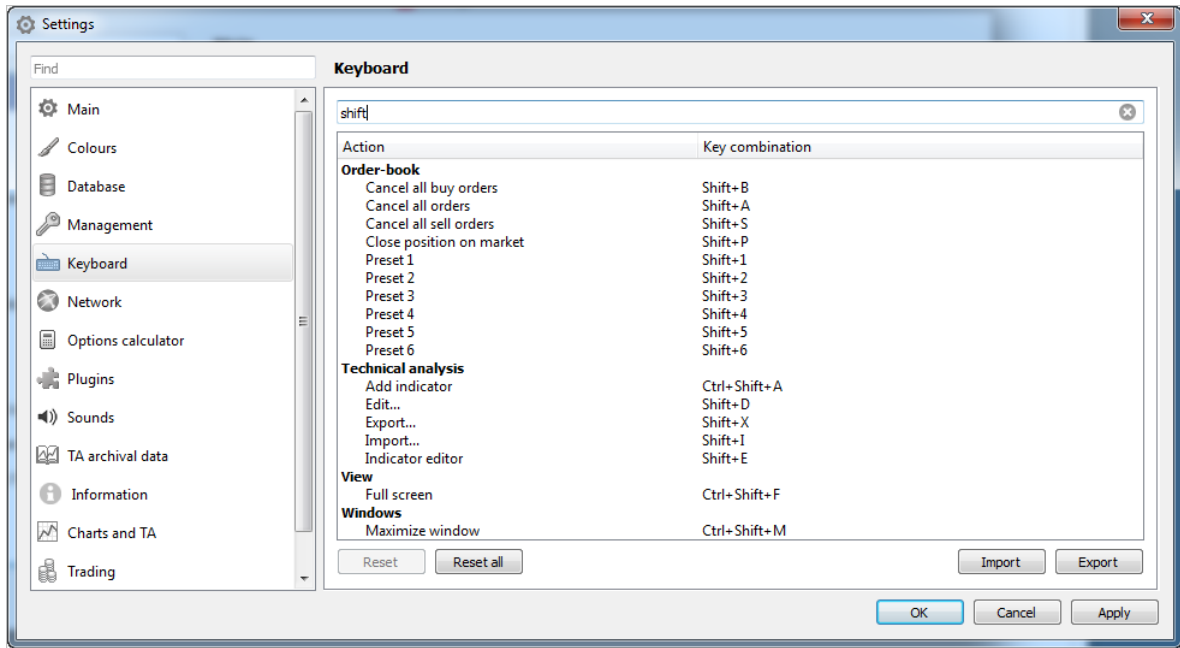 Settings
Find
Main
Colours
Database
Management
Keyboard
Network
Options calculator
Plugins
Sounds
TA archival data
Information
Charts and TA
Trading
Keyboard
shift
Action Key combination
Order-book
Cancel all buy orders Shift+B
Cancel all orders Shift+A
Cancel all sell orders Shift+S
Close position on market Shift+P
Preset 1 Shift+1
Preset 2 Shift+2
Preset 3 Shift+3
Preset 4 Shift+4
Preset 5 Shift+5
Preset 6 Shift+6
Technical analysis
Add indicator Ctrl+Shift+A
Edit... Shift+D
Export... Shift+X
Import... Shift+I
Indicator editor Shift+E
View
Full screen Ctrl+Shift+F
Windows
Maximize window Ctrl+Shift+M
Reset Reset all Import Export
OK Cancel Apply